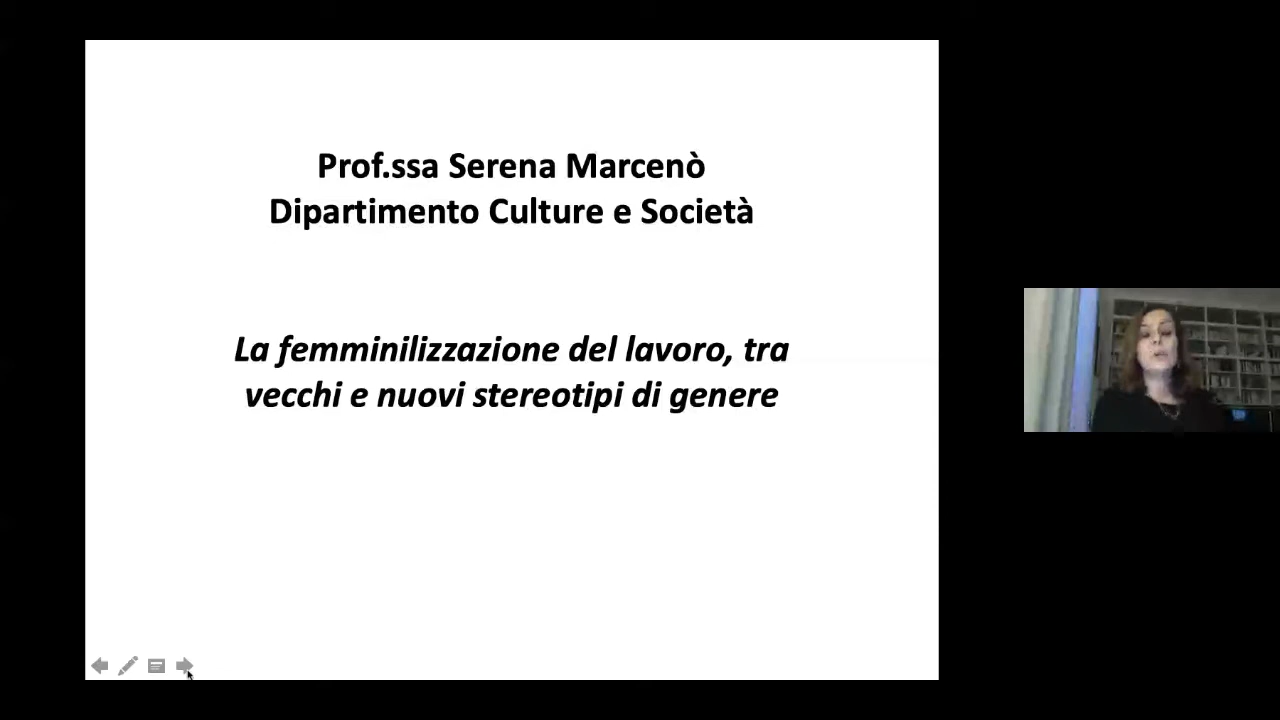 Prof.ssa Serena Marcenò
Dipartimento Culture e Società
La femminilizzazione del lavoro, tra
vecchi e nuovi stereotipi di genere